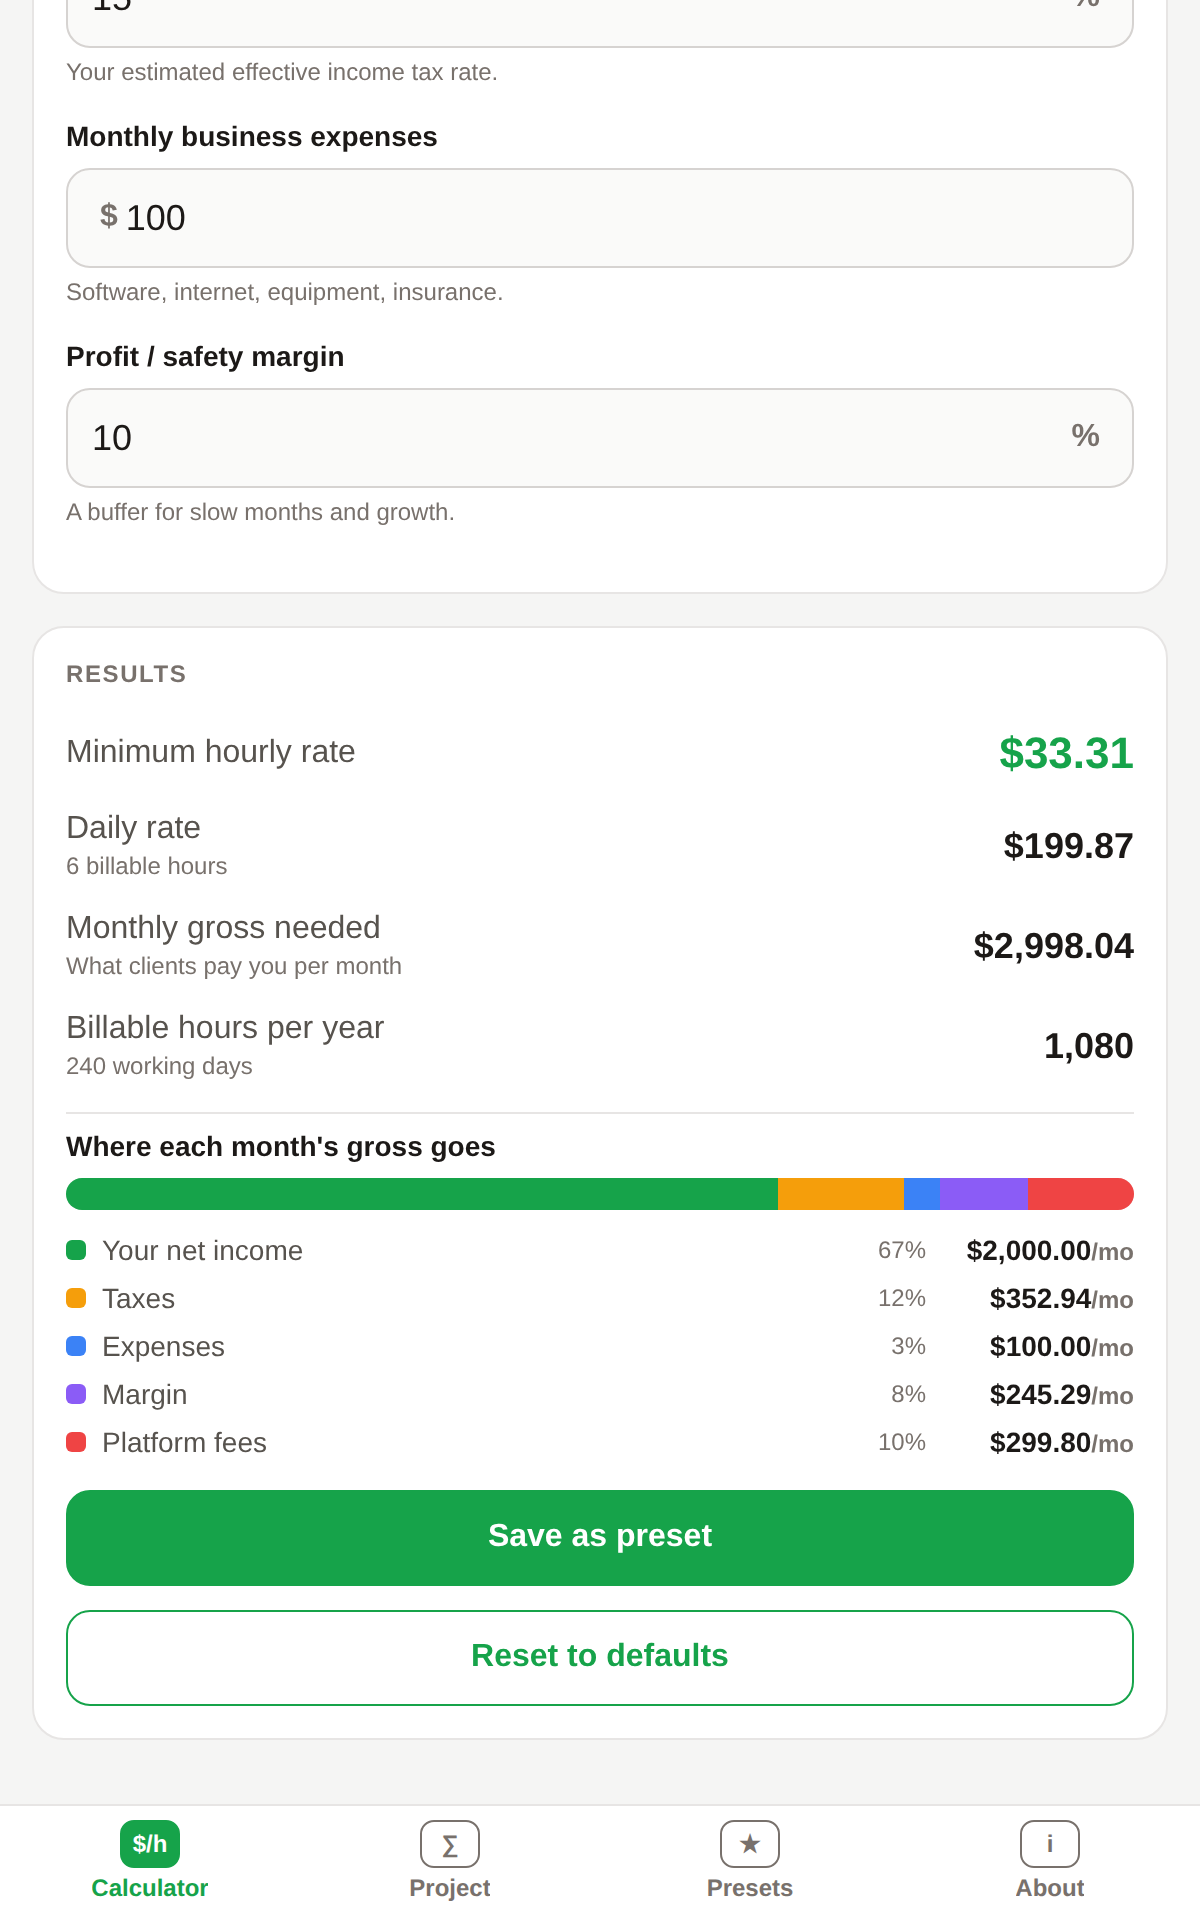 15 %
Your estimated effective income tax rate.
Monthly business expenses
$ 100
Software, internet, equipment, insurance.
Profit / safety margin
10 %
A buffer for slow months and growth.
RESULTS
Minimum hourly rate $33.31
Daily rate
6 billable hours
$199.87
Monthly gross needed
What clients pay you per month
$2,998.04
Billable hours per year
240 working days
1,080
Where each month's gross goes
Your net income 67% $2,000.00/mo
Taxes 12% $352.94/mo
Expenses 3% $100.00/mo
Margin 8% $245.29/mo
Platform fees 10% $299.80/mo
Save as preset
Reset to defaults
$/h ∑ ★ i
Calculator Project Presets About